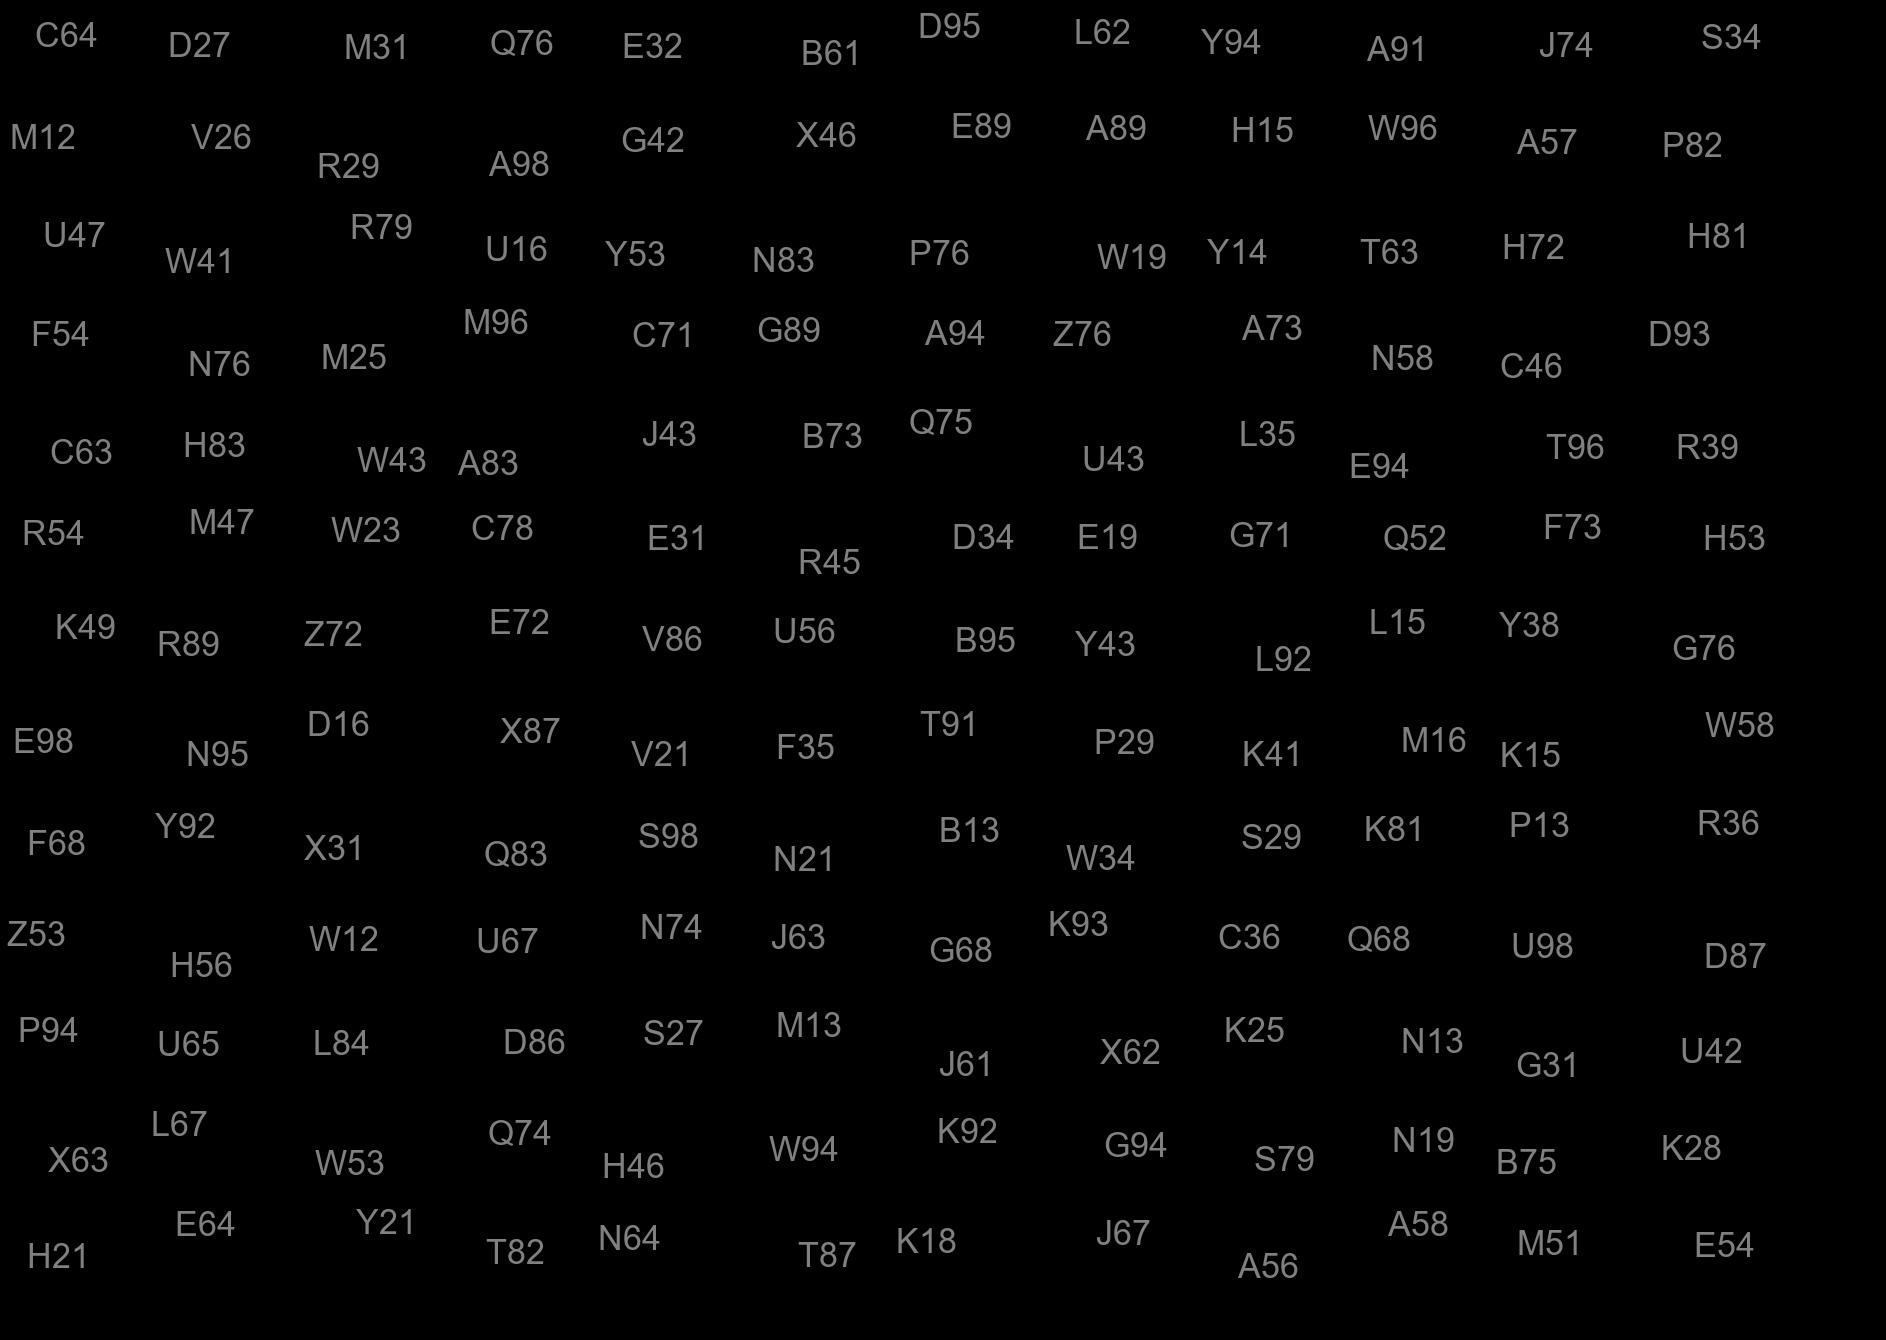 C64 D27 M31 Q76 E32 B61 D95 L62 Y94 A91 J74 S34
M12 V26 R29 A98 G42 X46 E89 A89 H15 W96 A57 P82
U47 W41 R79 U16 Y53 N83 P76 W19 Y14 T63 H72 H81
F54 N76 M25 M96 C71 G89 A94 Z76 A73 N58 C46 D93
C63 H83 W43 A83 J43 B73 Q75 U43 L35 E94 T96 R39
R54 M47 W23 C78 E31 R45 D34 E19 G71 Q52 F73 H53
K49 R89 Z72 E72 V86 U56 B95 Y43 L92 L15 Y38 G76
E98 N95 D16 X87 V21 F35 T91 P29 K41 M16 K15 W58
F68 Y92 X31 Q83 S98 N21 B13 W34 S29 K81 P13 R36
Z53 H56 W12 U67 N74 J63 G68 K93 C36 Q68 U98 D87
P94 U65 L84 D86 S27 M13 J61 X62 K25 N13 G31 U42
X63 L67 W53 Q74 H46 W94 K92 G94 S79 N19 B75 K28
H21 E64 Y21 T82 N64 T87 K18 J67 A56 A58 M51 E54